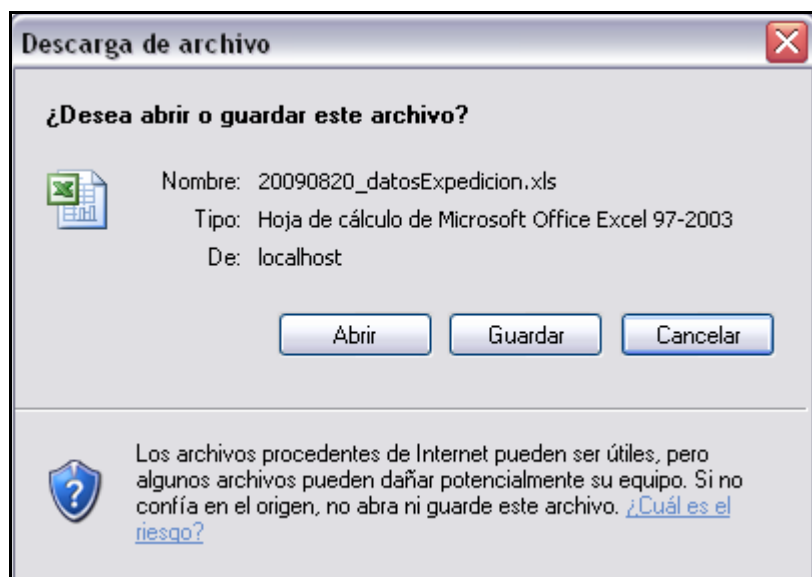 Descarga de archivo
¿Desea abrir o guardar este archivo?
Nombre: 20090820_datosExpedicion.xls
Tipo: Hoja de cálculo de Microsoft Office Excel 97-2003
De: localhost
Abrir Guardar Cancelar
Los archivos procedentes de Internet pueden ser útiles, pero
algunos archivos pueden dañar potencialmente su equipo. Si no
confía en el origen, no abra ni guarde este archivo. ¿Cuál es el
riesgo?